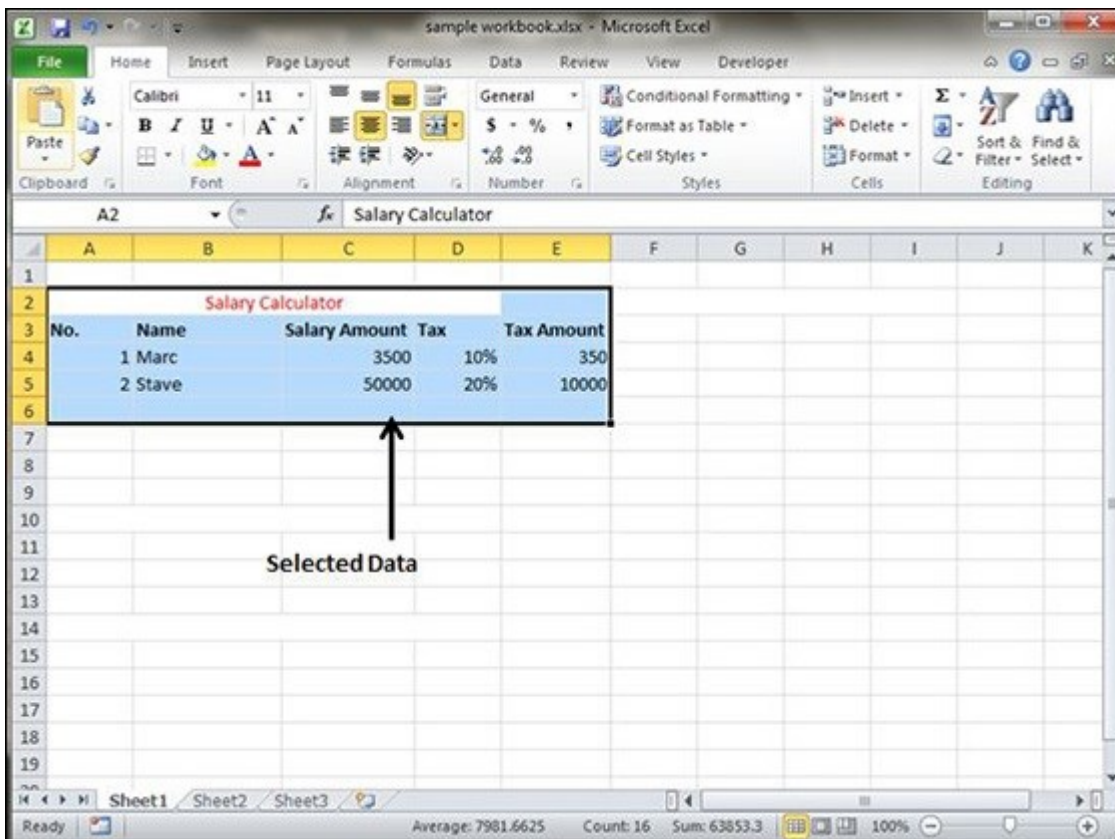 sample workbook.xlsx - Microsoft Excel
File Home Insert Page Layout Formulas Data Review View Developer
Calibri 11 General Conditional Formatting Insert Σ
Paste B I U A A $ % , Format as Table Delete Sort & Filter Find & Select
A Cell Styles Format
Clipboard Font Alignment Number Styles Cells Editing
A2 fx Salary Calculator
A B C D E F G H I J K
1
2 Salary Calculator
3 No. Name Salary Amount Tax Tax Amount
4 1 Marc 3500 10% 350
5 2 Stave 50000 20% 10000
6
7
8
9
10
11
Selected Data
12
13
14
15
16
17
18
19
Sheet1 Sheet2 Sheet3
Ready Average: 7981.6625 Count: 16 Sum: 63853.3 100%